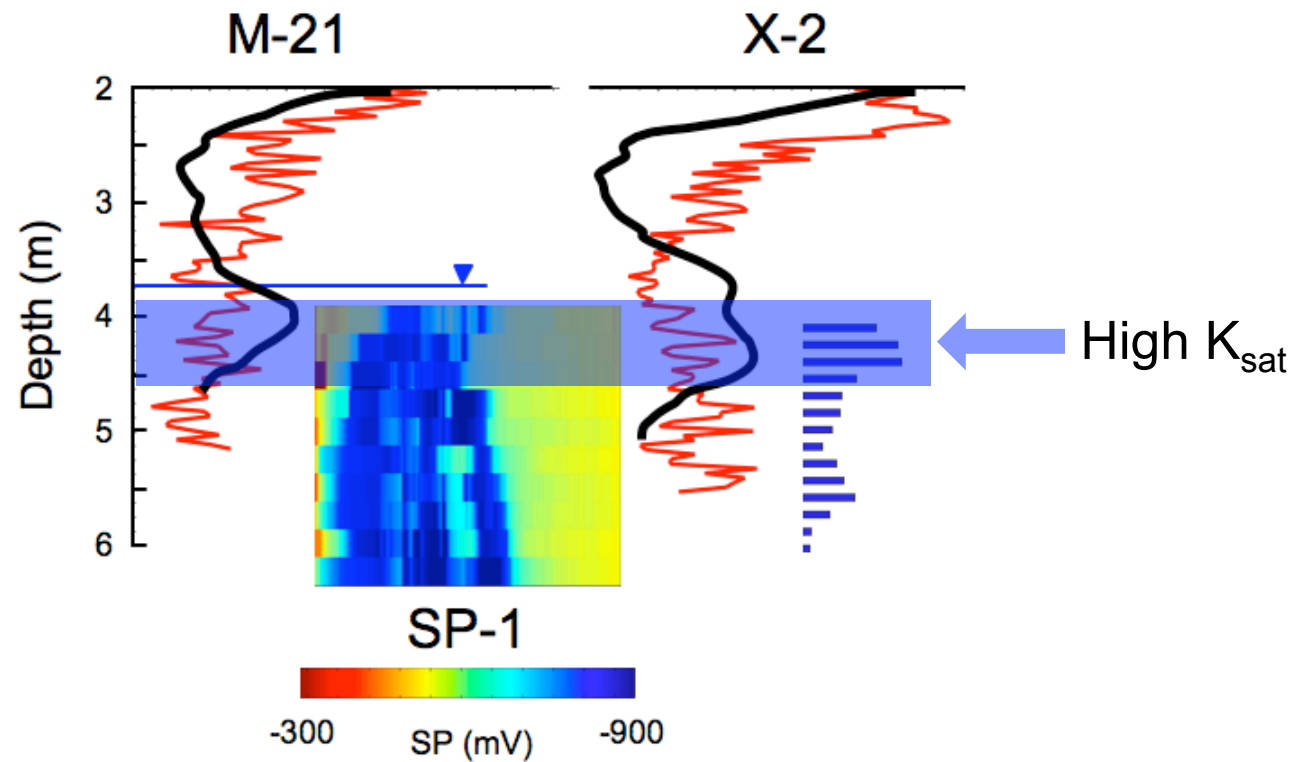 M-21
X-2
Depth (m)
2
3
4
5
6
High Ksat
SP-1
-300
SP (mV)
-900